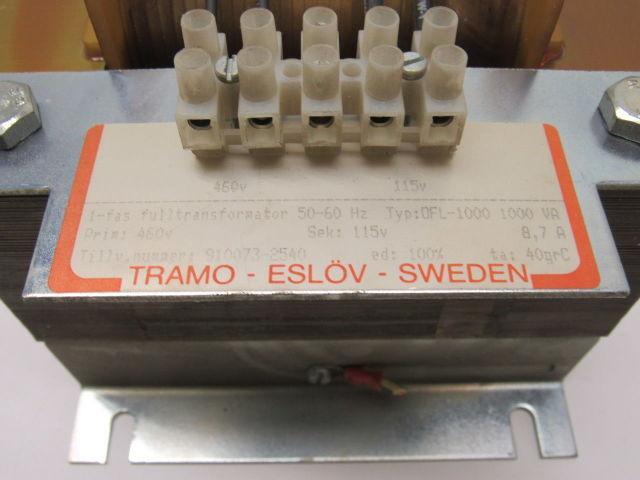 460v 115v
1-fas fulltransformator 50-60 Hz Typ:OFL-1000 1000 VA
Prim: 460v Sek: 115v 8,7 A
Tillv.nummer: 910073-2540 ed: 100% ta: 40grC
TRAMO - ESLÖV - SWEDEN